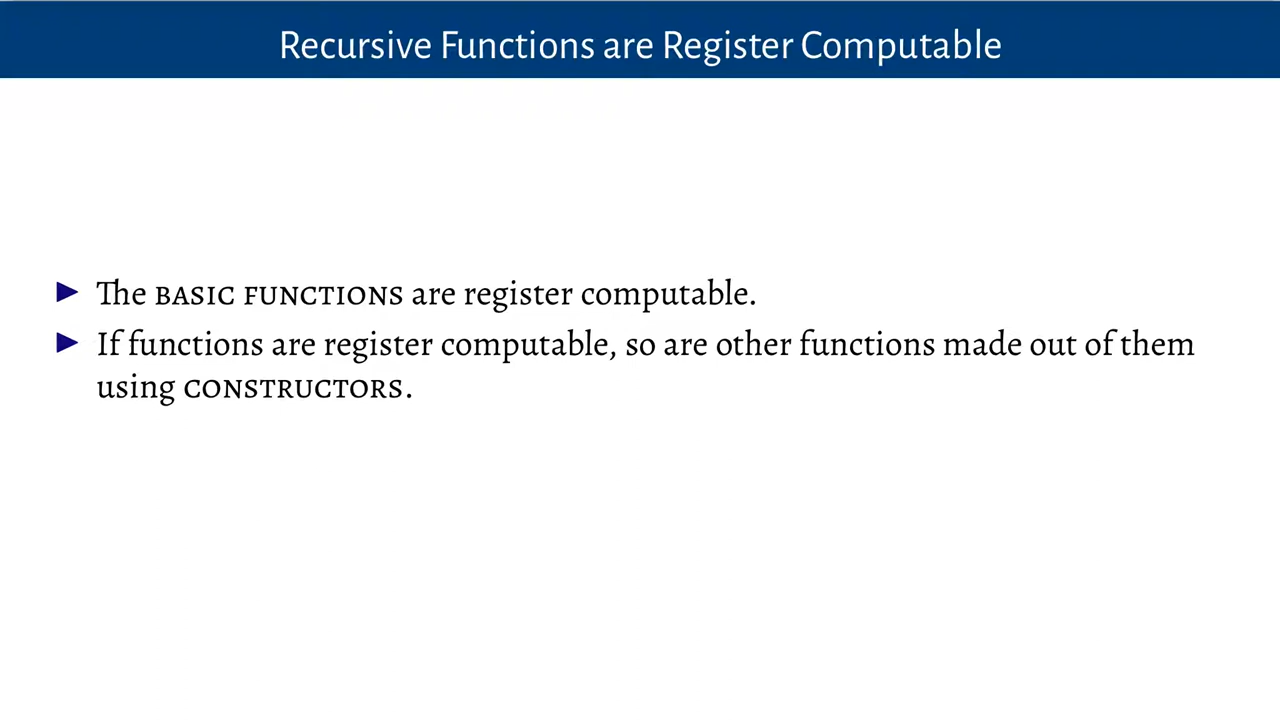 Recursive Functions are Register Computable
▶ The BASIC FUNCTIONS are register computable.
▶ If functions are register computable, so are other functions made out of them
using CONSTRUCTORS.